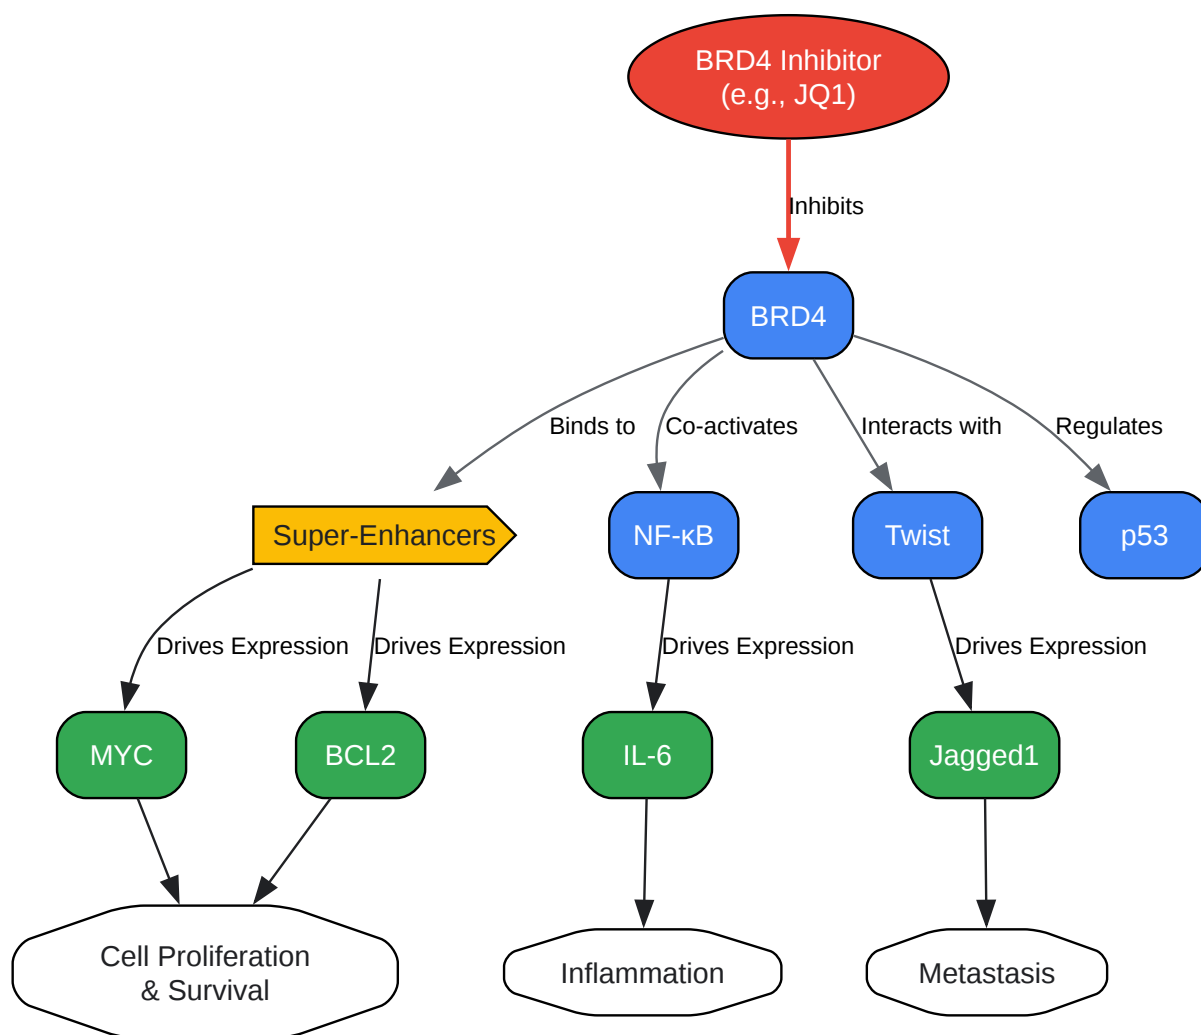 BRD4 Inhibitor
(e.g., JQ1)
Inhibits
BRD4
Binds to
Co-activates
Interacts with
Regulates
Super-Enhancers
NF-κB
Twist
p53
Drives Expression
Drives Expression
Drives Expression
Drives Expression
MYC
BCL2
IL-6
Jagged1
Cell Proliferation
& Survival
Inflammation
Metastasis